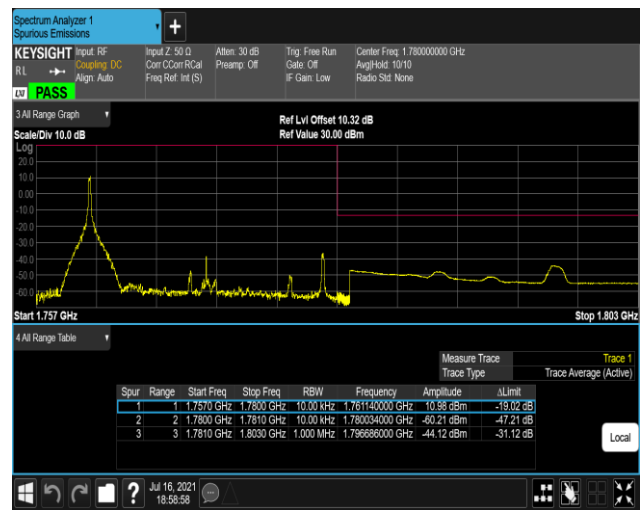 Spectrum Analyzer 1
Spurious Emissions
+
KEYSIGHT Input: RF Input Z: 50 Ω Atten: 30 dB Trig: Free Run Center Freq: 1.780000000 GHz
RL Coupling: DC Corr CCorr RCal Preamp: Off Gate: Off Avg|Hold: 10/10
Align: Auto Freq Ref: Int (S) IF Gain: Low Radio Std: None
LXI PASS
3 All Range Graph
Ref Lvl Offset 10.32 dB
Scale/Div 10.0 dB Ref Value 30.00 dBm
Log
20.0
10.0
0.00
-10.0
-20.0
-30.0
-40.0
-50.0
-60.0
Start 1.757 GHz Stop 1.803 GHz
4 All Range Table
Measure Trace Trace 1
Trace Type Trace Average (Active)
Spur Range Start Freq Stop Freq RBW Frequency Amplitude ΔLimit
1 1 1.7570 GHz 1.7800 GHz 10.00 kHz 1.761140000 GHz 10.98 dBm -19.02 dB
2 2 1.7800 GHz 1.7810 GHz 10.00 kHz 1.780034000 GHz -60.21 dBm -47.21 dB
3 3 1.7810 GHz 1.8030 GHz 1.000 MHz 1.796686000 GHz -44.12 dBm -31.12 dB
Local
? Jul 16, 2021
18:58:58